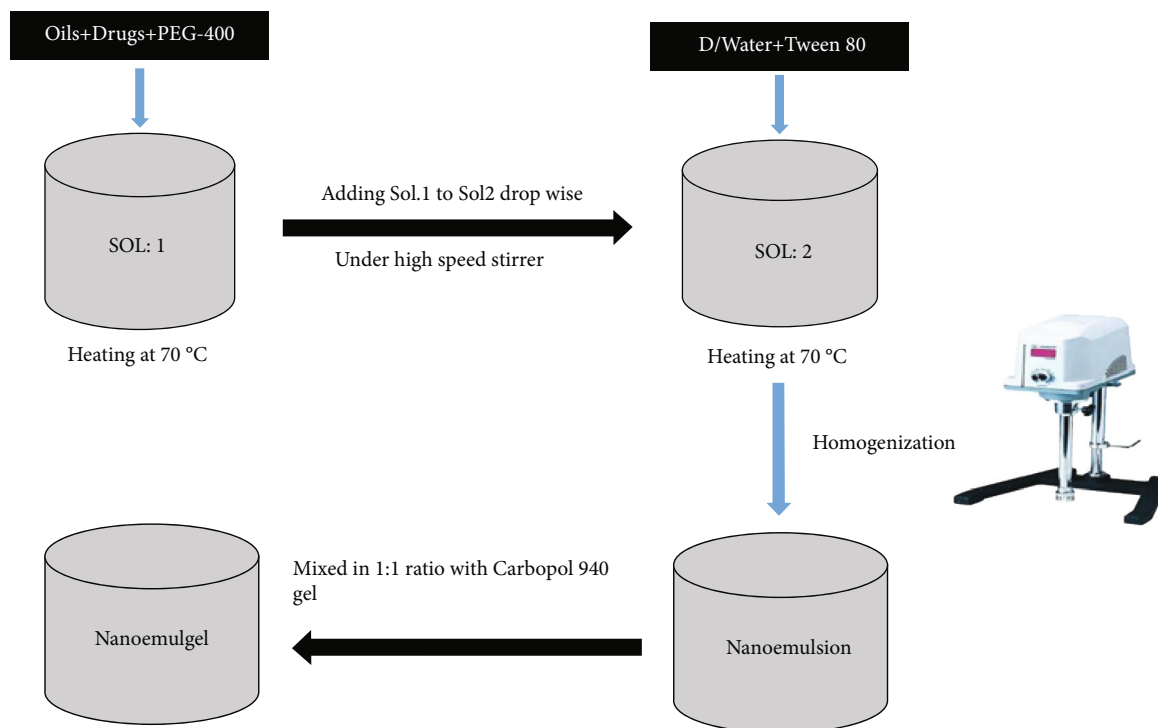 Oils+Drugs+PEG-400
D/Water+Tween 80
SOL: 1
Adding Sol.1 to Sol2 drop wise
Under high speed stirrer
SOL: 2
Heating at 70 °C
Heating at 70 °C
Homogenization
Mixed in 1:1 ratio with Carbopol 940
gel
Nanoemulgel
Nanoemulsion